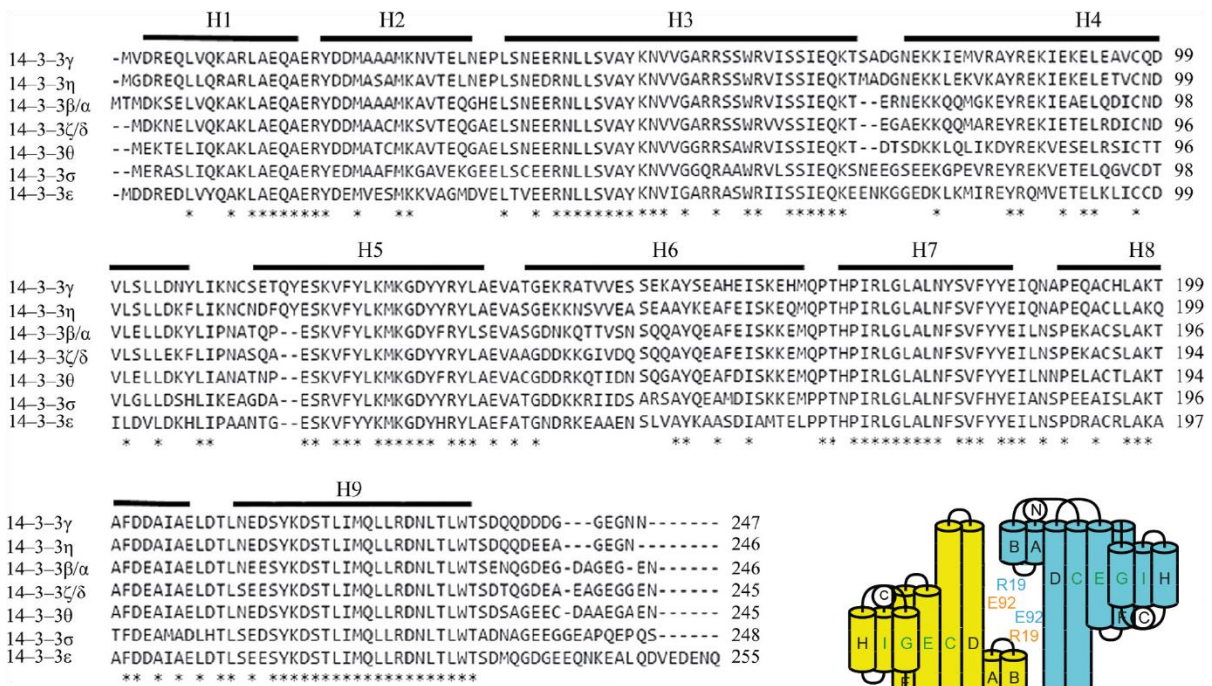 H1 H2 H3 H4
14-3-3γ -MVDREQLVQKARLAEQAERYDDMAAAMKNVTELNEPLSNEERNLLSVAYKNVVGARRSSWRVISSIEQKTSADGNEKKIEMVRAYREKIEKELEAVCQD 99
14-3-3η -MGDREQLLQRARLAEQAERYDDMASAMKAVTELNEPLSNEDRNLLSVAYKNVVGARRSSWRVISSIEQKTMADGNEKKLEKVKAYREKIEKELETVCND 99
14-3-3β/α MTMDKSELVQKAKLAEQAERYDDMAAAMKAVTEQGHELSNEERNLLSVAYKNVVGARRSSWRVISSIEQKT--ERNEKKQQMGKEYREKIEAELQDICND 98
14-3-3ζ/δ --MDKNELVQKAKLAEQAERYDDMAACMKSVTEQGAELSNEERNLLSVAYKNVVGARRSSWRVVSSIEQKT--EGAEKKQQMAREYREKIETELRDICND 96
14-3-3θ --MEKTELIQKAKLAEQAERYDDMATCMKAVTEQGAELSNEERNLLSVAYKNVVGGRRSAWRVISSIEQKT--DTSDKKLQLIKDYREKVESELRSICTT 96
14-3-3σ --MERASLIQKAKLAEQAERYEDMAAFMKGAVEKGEELSCEERNLLSVAYKNVVGGQRAAWRVLSSIEQKSNEEGSEEKGPEVREYREKVETELQGVCDT 98
14-3-3ε -MDDREDLVYQAKLAEQAERYDEMVESMKKVAGMDVELTVEERNLLSVAYKNVIGARRASWRIISSIEQKEENKGGEDKLKMIREYRQMVETELKLICCD 99
* * ******** * ** * ** ********* *** * * ** ****** * ** * ** *
H5 H6 H7 H8
14-3-3γ VLSLLDNYLIKNCSETQYESKVFYLKMKGDYYRYLAEVATGEKRATVVESSEKAYSEAHEISKEHMQPTHPIRLGLALNYSVFYYEIQNAPEQACHLAKT 199
14-3-3η VLSLLDKFLIKNCNDFQYESKVFYLKMKGDYYRYLAEVASGEKKNSVVEASEAAYKEAFEISKEQMQPTHPIRLGLALNFSVFYYEIQNAPEQACLLAKQ 199
14-3-3β/α VLELLDKYLIPNATQP--ESKVFYLKMKGDYFRYLSEVASGDNKQTTVSNSQQAYQEAFEISKKEMQPTHPIRLGLALNFSVFYYEILNSPEKACSLAKT 196
14-3-3ζ/δ VLSLLEKFLIPNASQA--ESKVFYLKMKGDYYRYLAEVAAGDDKKGIVDQSQQAYQEAFEISKKEMQPTHPIRLGLALNFSVFYYEILNSPEKACSLAKT 194
14-3-3θ VLELLDKYLIANATNP--ESKVFYLKMKGDYFRYLAEVACGDDRKQTIDNSQGAYQEAFDISKKEMQPTHPIRLGLALNFSVFYYEILNNPELACTLAKT 194
14-3-3σ VLGLLDSHLIKEAGDA--ESRVFYLKMKGDYYRYLAEVATGDDKKRIIDSARSAYQEAMDISKKEMPPTNPIRLGLALNFSVFHYEIANSPEEAISLAKT 196
14-3-3ε ILDVLDKHLIPAANTG--ESKVFYYKMKGDYHRYLAEFATGNDRKEAAENSLVAYKAASDIAMTELPPTHPIRLGLALNFSVFYYEILNSPDRACRLAKA 197
* * ** ** *** ****** *** * * * ** * * ** ********* *** *** * * * ***
H9
14-3-3γ AFDDAIAELDTLNEDSYKDSTLIMQLLRDNLTLWTSDQQDDDG---GEGNN------- 247
14-3-3η AFDDAIAELDTLNEDSYKDSTLIMQLLRDNLTLWTSDQQDEEA---GEGN-------- 246
14-3-3β/α AFDEAIAELDTLNEESYKDSTLIMQLLRDNLTLWTSENQGDEG-DAGEG-EN------ 246
14-3-3ζ/δ AFDEAIAELDTLSEESYKDSTLIMQLLRDNLTLWTSDTQGDEA-EAGEGGEN------ 245
14-3-3θ AFDEAIAELDTLNEDSYKDSTLIMQLLRDNLTLWTSDSAGEEC-DAAEGAEN------ 245
14-3-3σ TFDEAMADLHTLSEDSYKDSTLIMQLLRDNLTLWTADNAGEEGGEAPQEPQS------ 248
14-3-3ε AFDDAIAELDTLSEESYKDSTLIMQLLRDNLTLWTSDMQGDGEEQNKEALQDVEDENQ 255
** * * * ** * ********************
N
B A
D C E G I H
R19
E92
F C
E92
R19
C
H I G E C D
F
A B